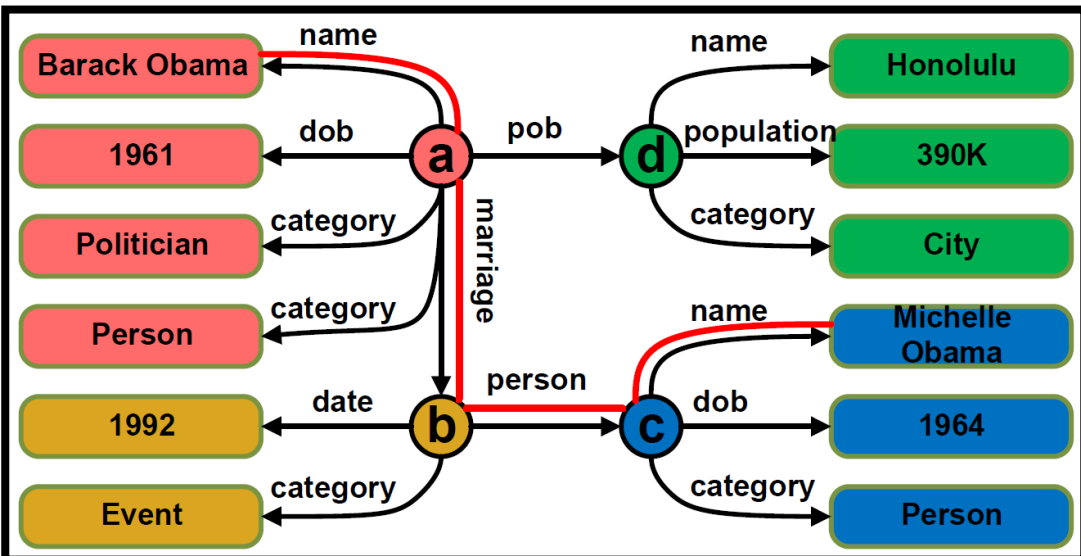 name
name
Barack Obama
Honolulu
dob
pob
population
1961
a
d
390K
category
marriage
category
Politician
City
category
name
Person
Michelle
Obama
person
date
dob
1992
b
c
1964
category
category
Event
Person